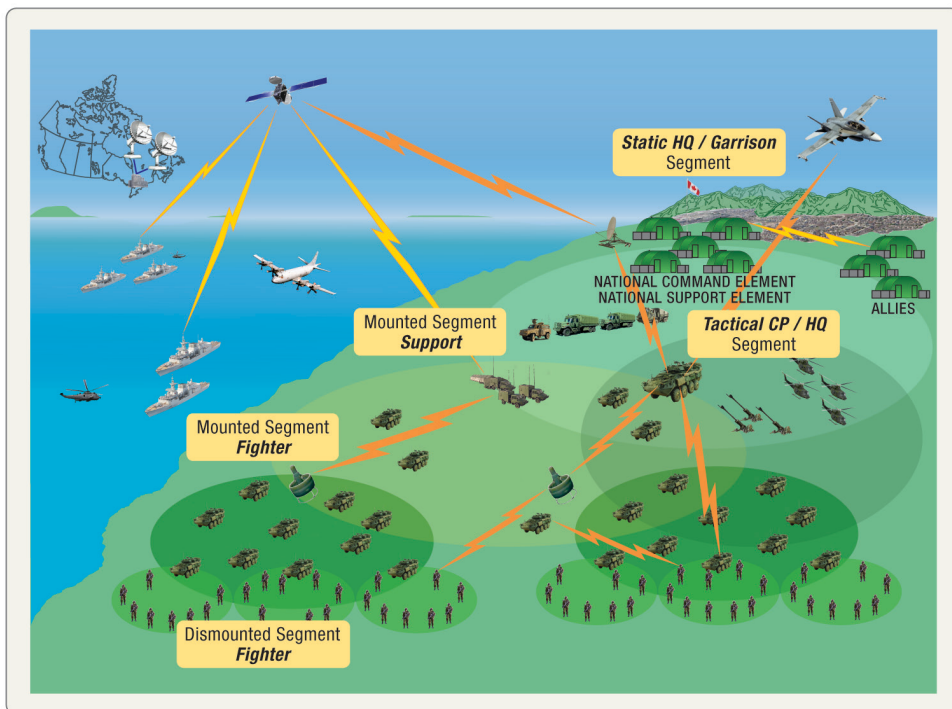 Static HQ / Garrison
Segment
NATIONAL COMMAND ELEMENT
NATIONAL SUPPORT ELEMENT
ALLIES
Mounted Segment
Support
Tactical CP / HQ
Segment
Mounted Segment
Fighter
Dismounted Segment
Fighter